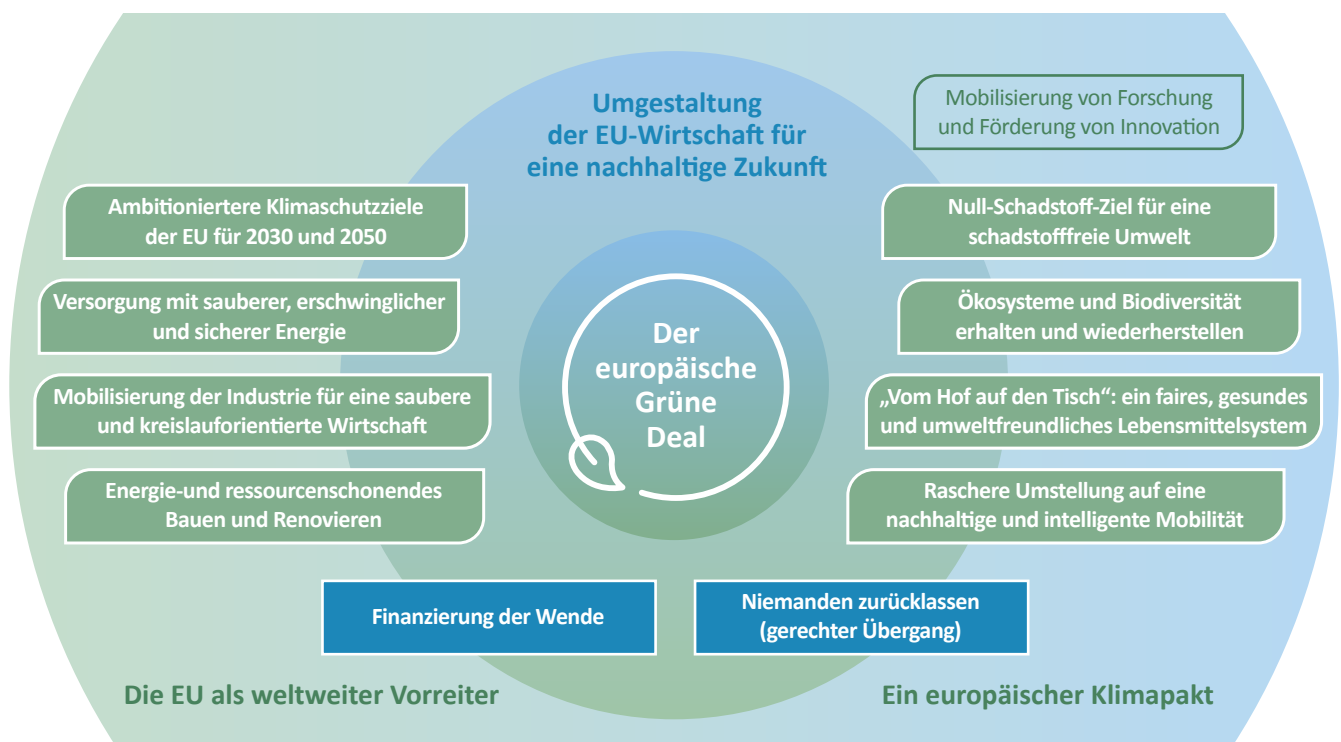 Umgestaltung
der EU-Wirtschaft für
eine nachhaltige Zukunft
Mobilisierung von Forschung
und Förderung von Innovation
Ambitioniertere Klimaschutzziele
der EU für 2030 und 2050
Versorgung mit sauberer, erschwinglicher
und sicherer Energie
Mobilisierung der Industrie für eine saubere
und kreislauforientierte Wirtschaft
Energie-und ressourcenschonendes
Bauen und Renovieren
Der
europäische
Grüne
Deal
Null-Schadstoff-Ziel für eine
schadstofffreie Umwelt
Ökosysteme und Biodiversität
erhalten und wiederherstellen
„Vom Hof auf den Tisch“: ein faires, gesundes
und umweltfreundliches Lebensmittelsystem
Raschere Umstellung auf eine
nachhaltige und intelligente Mobilität
Finanzierung der Wende
Niemanden zurücklassen
(gerechter Übergang)
Die EU als weltweiter Vorreiter
Ein europäischer Klimapakt